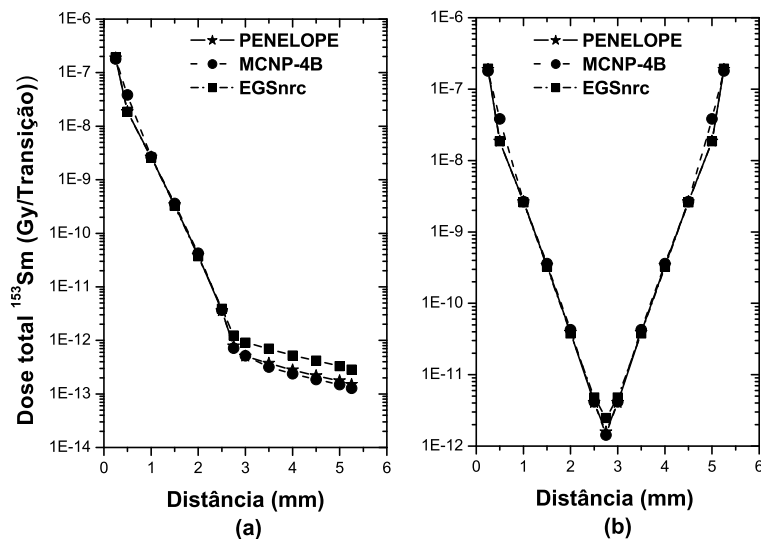 1E-6
1E-7
1E-8
1E-9
1E-10
1E-11
1E-12
1E-13
1E-14
Dose total ¹⁵³Sm (Gy/Transição))
PENELOPE
MCNP-4B
EGSnrc
0 1 2 3 4 5 6
Distância (mm)
(a)
1E-6
1E-7
1E-8
1E-9
1E-10
1E-11
1E-12
PENELOPE
MCNP-4B
EGSnrc
0 1 2 3 4 5 6
Distância (mm)
(b)